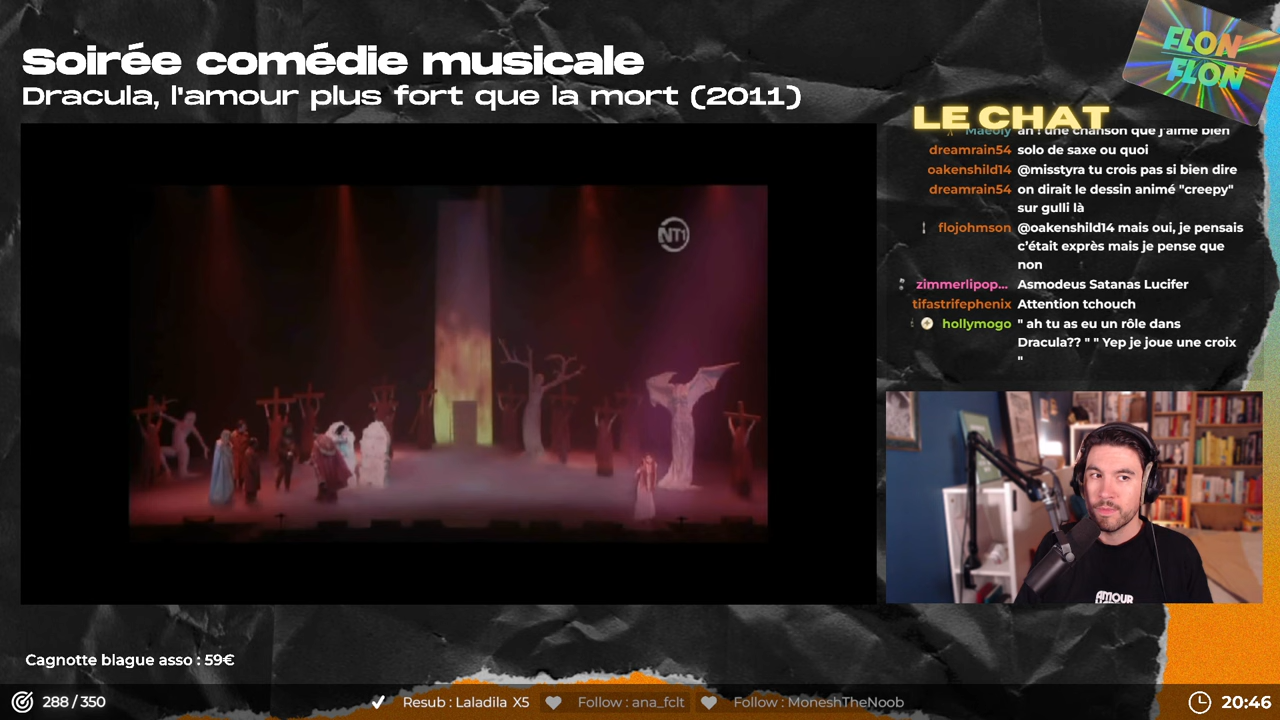 Soirée comédie musicale
Dracula, l'amour plus fort que la mort (2011)
FLON
FLON
LE CHAT
Maeoly ah ! une chanson que j'aime bien
dreamrain54 solo de saxe ou quoi
oakenshild14 @misstyra tu crois pas si bien dire
dreamrain54 on dirait le dessin animé "creepy"
sur gulli là
flojohmson @oakenshild14 mais oui, je pensais
c'était exprès mais je pense que
non
zimmerlipop... Asmodeus Satanas Lucifer
tifastrifephenix Attention tchouch
hollymogo " ah tu as eu un rôle dans
Dracula?? " " Yep je joue une croix
"
NT1
AMOUR
Cagnotte blague asso : 59€
288 / 350
Resub : Laladila X5
Follow : ana_fclt
Follow : MoneshTheNoob
20:46